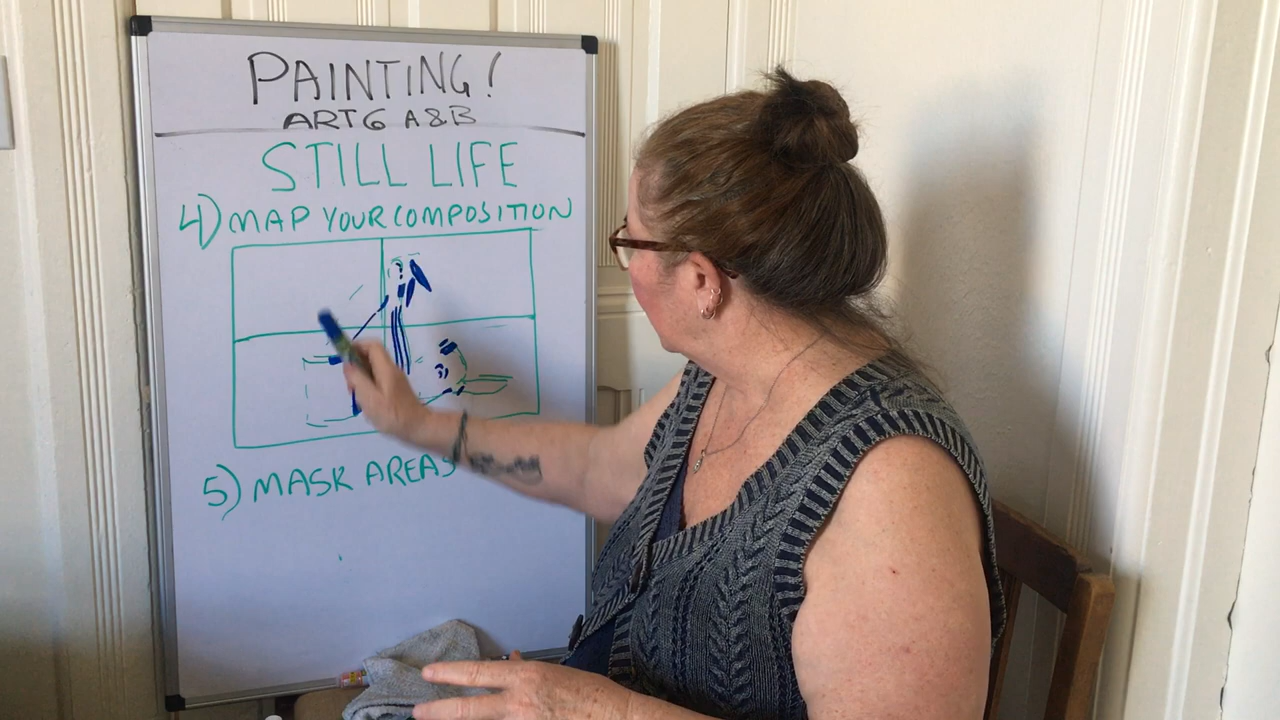 PAINTING!
ART6 A&B
STILL LIFE
4) MAP YOUR COMPOSITION
5) MASK AREAS